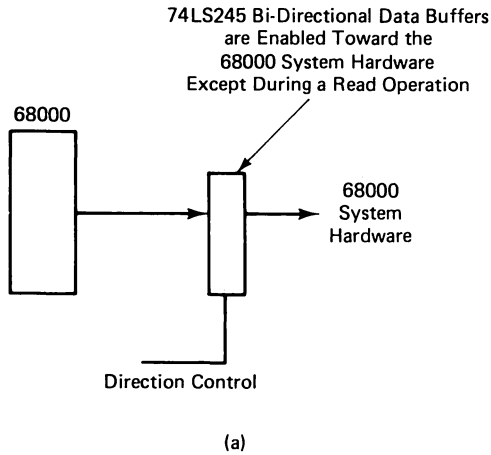 74LS245 Bi-Directional Data Buffers
are Enabled Toward the
68000 System Hardware
Except During a Read Operation
68000
68000
System
Hardware
Direction Control
(a)